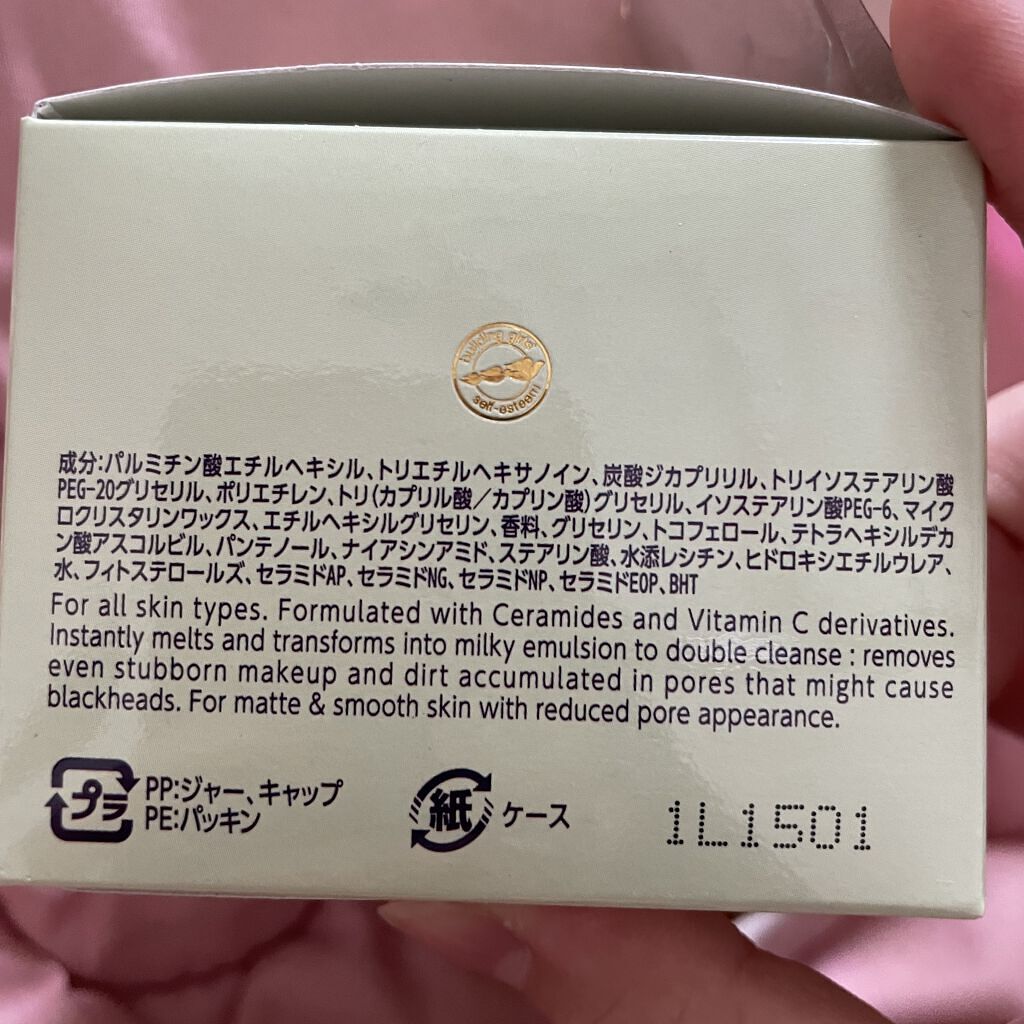 building girls'
self-esteem
成分:パルミチン酸エチルヘキシル、トリエチルヘキサノイン、炭酸ジカプリリル、トリイソステアリン酸
PEG-20グリセリル、ポリエチレン、トリ(カプリル酸/カプリン酸)グリセリル、イソステアリン酸PEG-6、マイク
ロクリスタリンワックス、エチルヘキシルグリセリン、香料、グリセリン、トコフェロール、テトラヘキシルデカ
ン酸アスコルビル、パンテノール、ナイアシンアミド、ステアリン酸、水添レシチン、ヒドロキシエチルウレア、
水、フィトステロールズ、セラミドAP、セラミドNG、セラミドNP、セラミドEOP、BHT
For all skin types. Formulated with Ceramides and Vitamin C derivatives.
Instantly melts and transforms into milky emulsion to double cleanse : removes
even stubborn makeup and dirt accumulated in pores that might cause
blackheads. For matte & smooth skin with reduced pore appearance.
プラ
PP:ジャー、キャップ
PE:パッキン
紙
ケース
1L1501